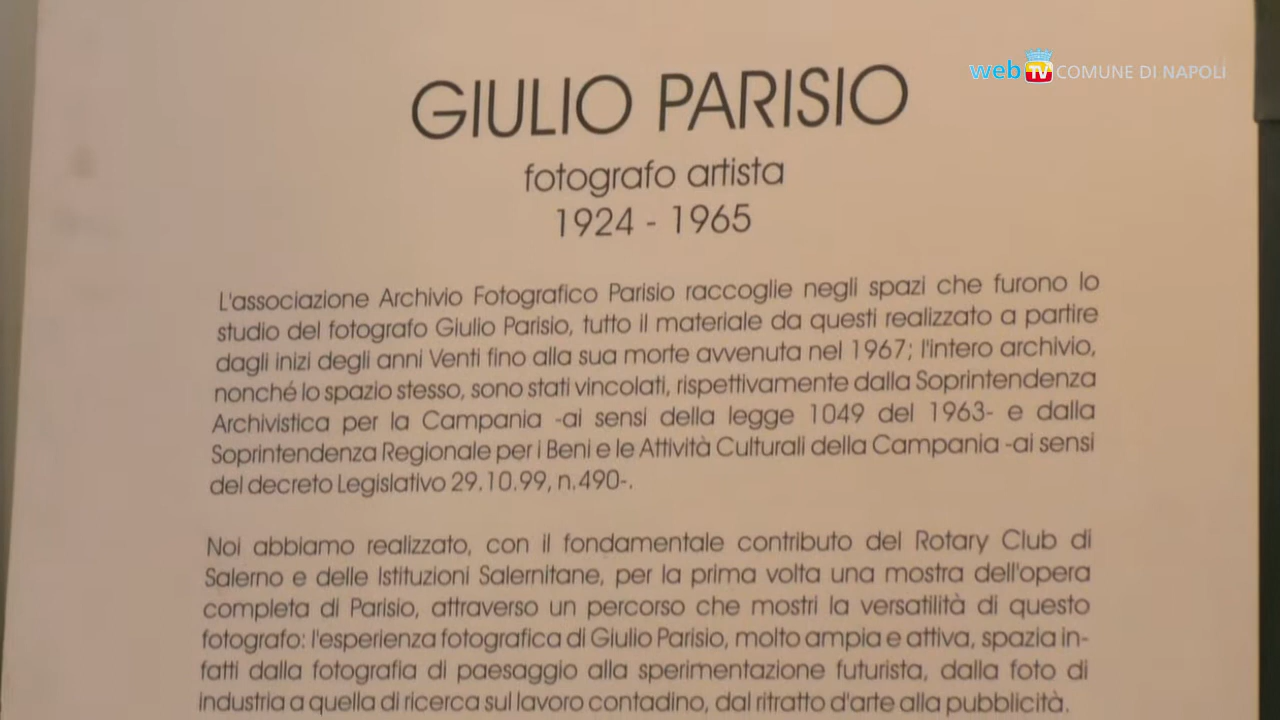 web TV COMUNE DI NAPOLI
GIULIO PARISIO
fotografo artista
1924 - 1965
L'associazione Archivio Fotografico Parisio raccoglie negli spazi che furono lo
studio del fotografo Giulio Parisio, tutto il materiale da questi realizzato a partire
dagli inizi degli anni Venti fino alla sua morte avvenuta nel 1967; l'intero archivio,
nonché lo spazio stesso, sono stati vincolati, rispettivamente dalla Soprintendenza
Archivistica per la Campania -ai sensi della legge 1049 del 1963- e dalla
Soprintendenza Regionale per i Beni e le Attività Culturali della Campania -ai sensi
del decreto Legislativo 29.10.99, n.490-.
Noi abbiamo realizzato, con il fondamentale contributo del Rotary Club di
Salerno e delle Istituzioni Salernitane, per la prima volta una mostra dell'opera
completa di Parisio, attraverso un percorso che mostri la versatilità di questo
fotografo: l'esperienza fotografica di Giulio Parisio, molto ampia e attiva, spazia in-
fatti dalla fotografia di paesaggio alla sperimentazione futurista, dalla foto di
industria a quella di ricerca sul lavoro contadino, dal ritratto d'arte alla pubblicità.